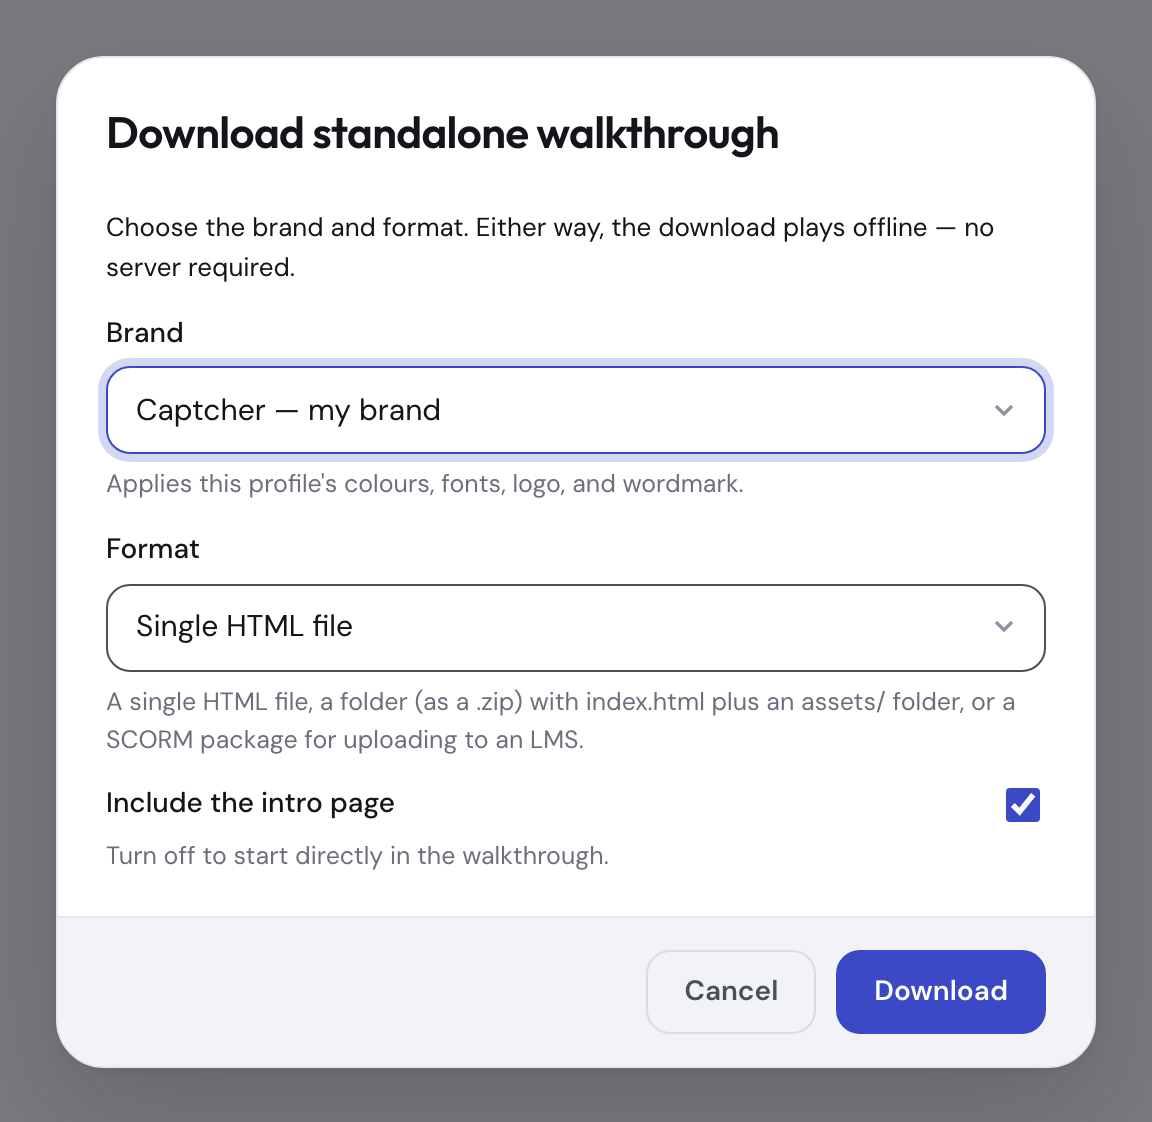 Download standalone walkthrough
Choose the brand and format. Either way, the download plays offline — no
server required.
Brand
Captcher — my brand
Applies this profile's colours, fonts, logo, and wordmark.
Format
Single HTML file
A single HTML file, a folder (as a .zip) with index.html plus an assets/ folder, or a
SCORM package for uploading to an LMS.
Include the intro page
Turn off to start directly in the walkthrough.
Cancel
Download